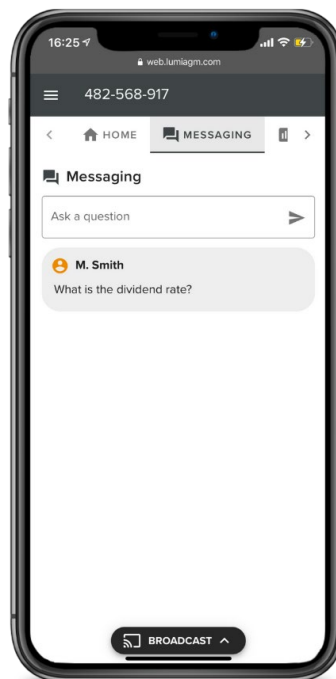 16:25
web.lumiagm.com
482-568-917
HOME
MESSAGING
Messaging
Ask a question
M. Smith
What is the dividend rate?
BROADCAST